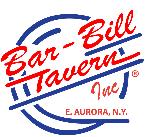 Bar-Bill
Tavern
Inc ®
E. AURORA, N.Y.